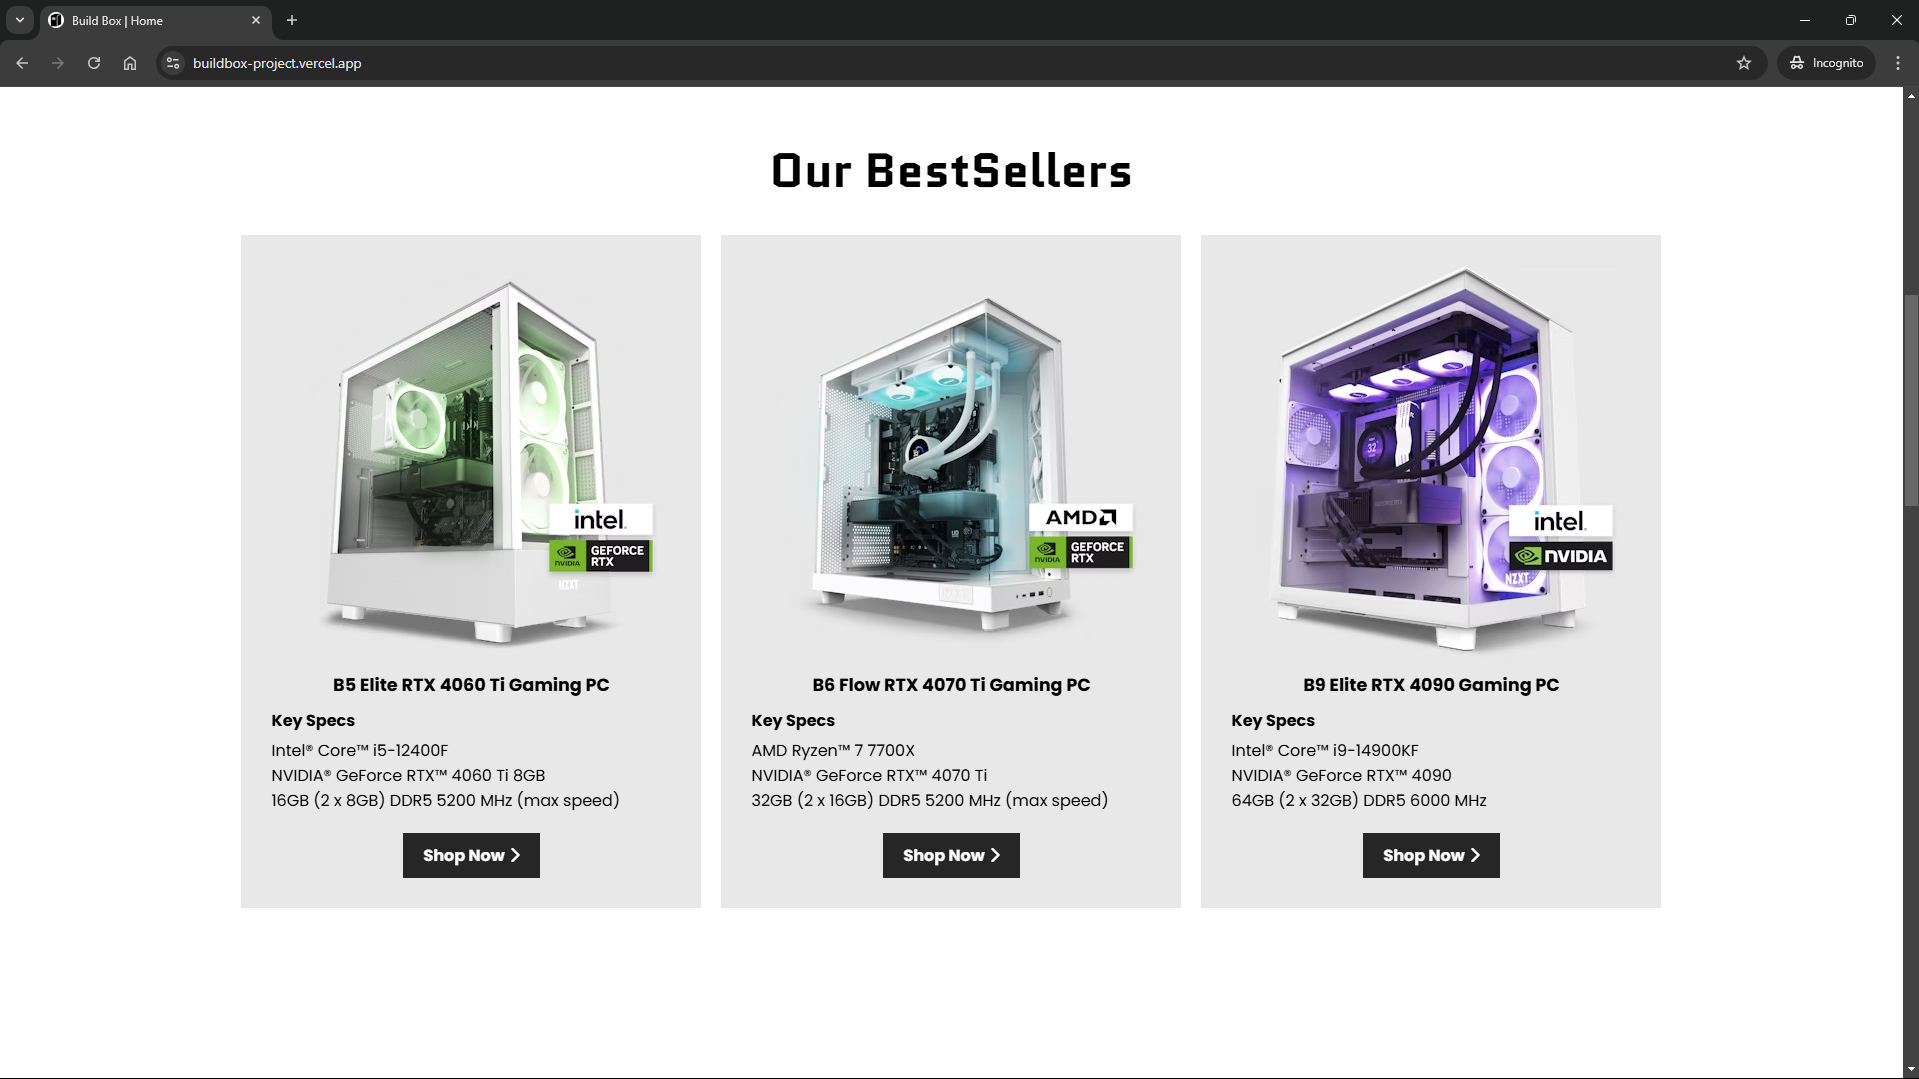 Build Box | Home
buildbox-project.vercel.app
Incognito
Our BestSellers
intel.
NVIDIA
GEFORCE
RTX
NZXT
AMD
NVIDIA
GEFORCE
RTX
32
intel.
NVIDIA
NZXT
B5 Elite RTX 4060 Ti Gaming PC
Key Specs
Intel® Core™ i5-12400F
NVIDIA® GeForce RTX™ 4060 Ti 8GB
16GB (2 x 8GB) DDR5 5200 MHz (max speed)
Shop Now
B6 Flow RTX 4070 Ti Gaming PC
Key Specs
AMD Ryzen™ 7 7700X
NVIDIA® GeForce RTX™ 4070 Ti
32GB (2 x 16GB) DDR5 5200 MHz (max speed)
Shop Now
B9 Elite RTX 4090 Gaming PC
Key Specs
Intel® Core™ i9-14900KF
NVIDIA® GeForce RTX™ 4090
64GB (2 x 32GB) DDR5 6000 MHz
Shop Now